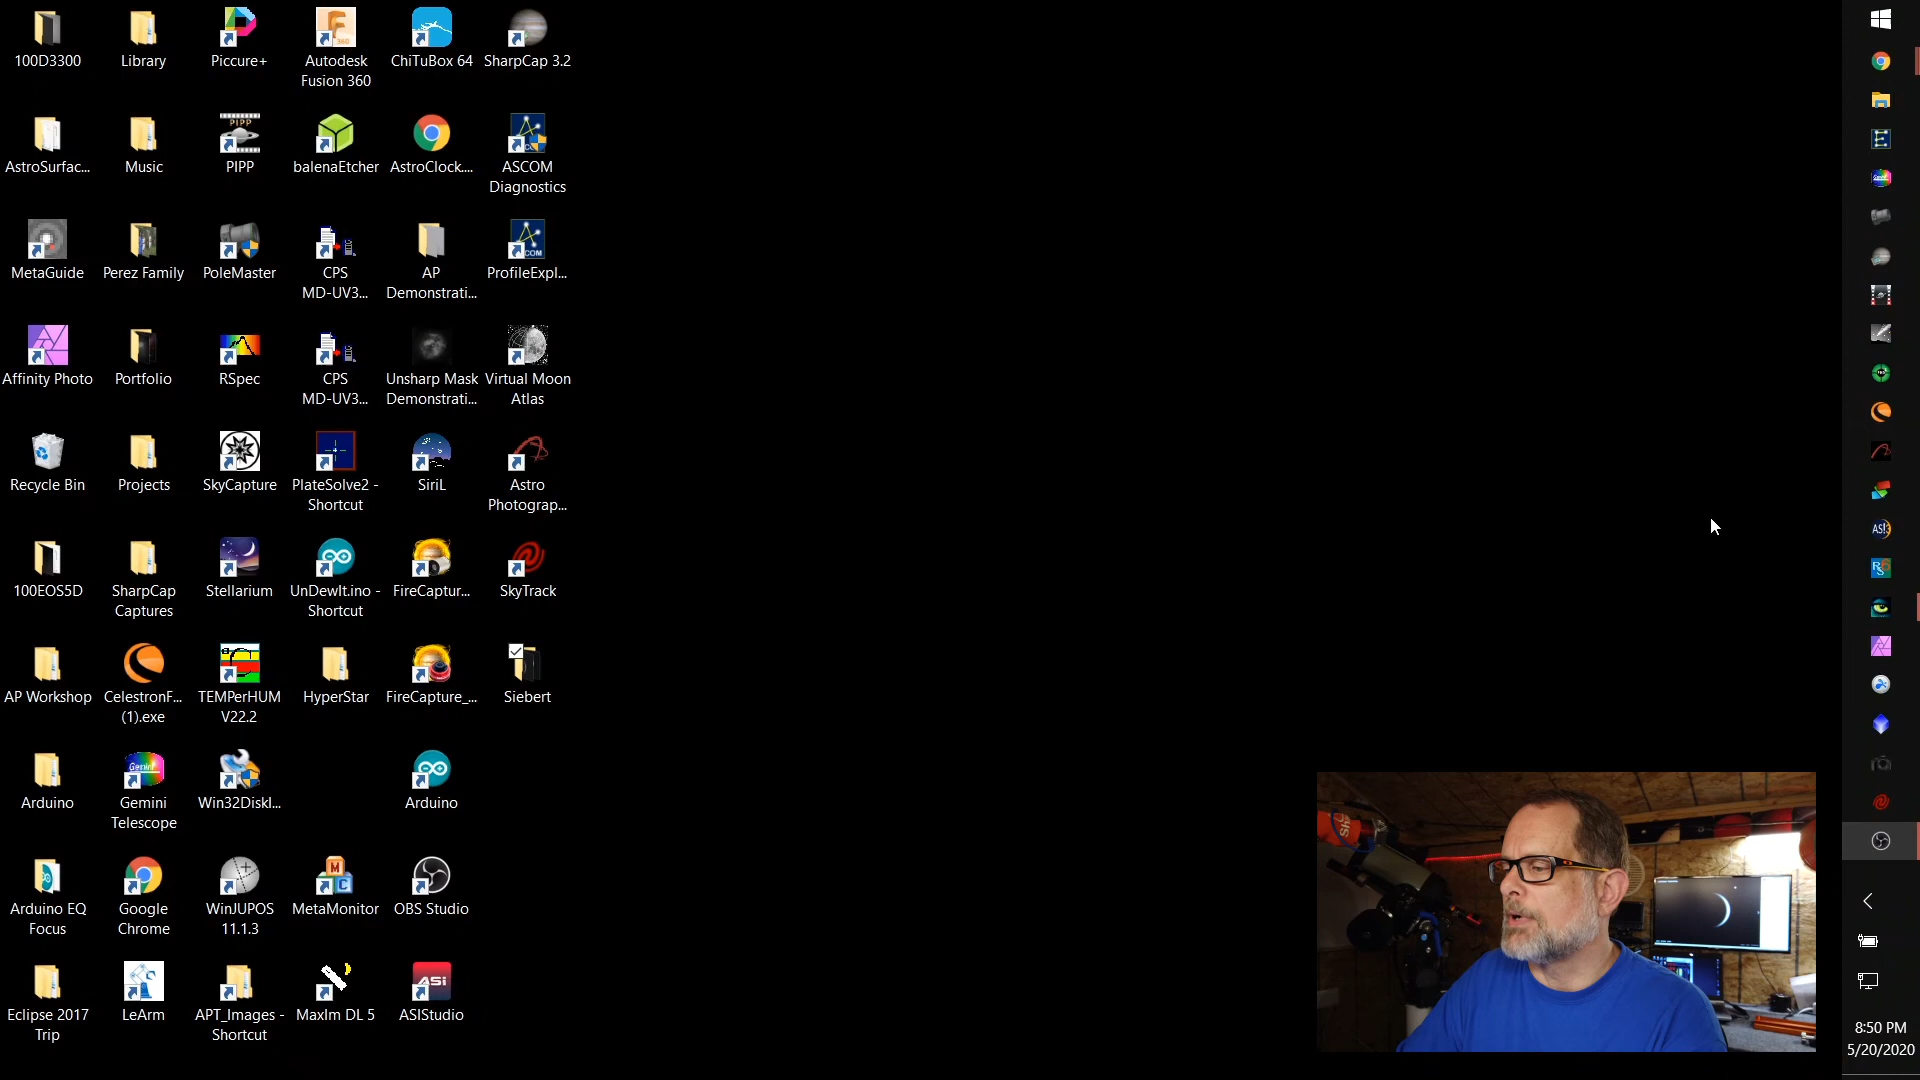 100D3300
Library
Piccure+
Autodesk
Fusion 360
ChiTuBox 64
SharpCap 3.2
AstroSurfac...
Music
PIPP
balenaEtcher
AstroClock....
ASCOM
Diagnostics
MetaGuide
Perez Family
PoleMaster
CPS
MD-UV3...
AP
Demonstrati...
ProfileExpl...
Affinity Photo
Portfolio
RSpec
CPS
MD-UV3...
Unsharp Mask
Demonstrati...
Virtual Moon
Atlas
Recycle Bin
Projects
SkyCapture
PlateSolve2 -
Shortcut
SiriL
Astro
Photograp...
100EOS5D
SharpCap
Captures
Stellarium
UnDewIt.ino -
Shortcut
FireCaptur...
SkyTrack
AP Workshop
CelestronF...
(1).exe
TEMPerHUM
V22.2
HyperStar
FireCapture_...
Siebert
Arduino
Gemini
Telescope
Win32DiskI...
Arduino
Arduino EQ
Focus
Google
Chrome
WinJUPOS
11.1.3
MetaMonitor
OBS Studio
Eclipse 2017
Trip
LeArm
APT_Images -
Shortcut
MaxIm DL 5
ASIStudio
8:50 PM
5/20/2020